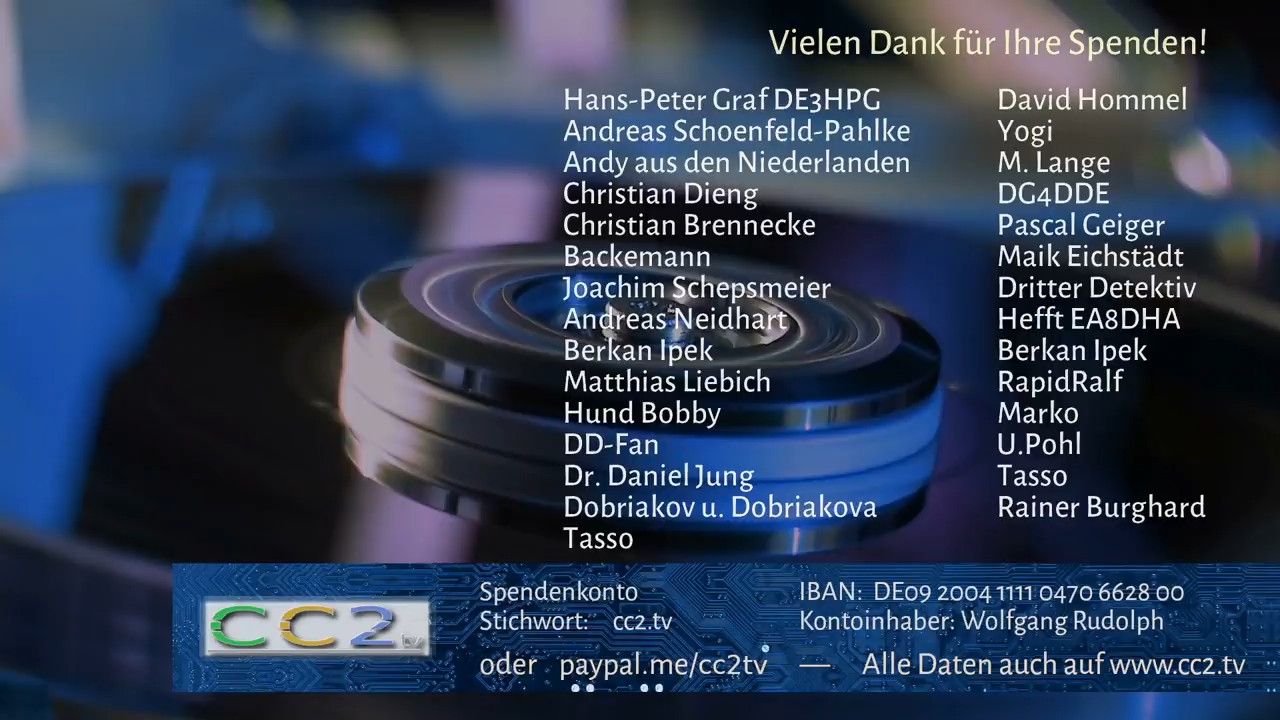 Vielen Dank für Ihre Spenden!
Hans-Peter Graf DE3HPG
Andreas Schoenfeld-Pahlke
Andy aus den Niederlanden
Christian Dieng
Christian Brennecke
Backemann
Joachim Schepsmeier
Andreas Neidhart
Berkan Ipek
Matthias Liebich
Hund Bobby
DD-Fan
Dr. Daniel Jung
Dobriakov u. Dobriakova
Tasso
David Hommel
Yogi
M. Lange
DG4DDE
Pascal Geiger
Maik Eichstädt
Dritter Detektiv
Hefft EA8DHA
Berkan Ipek
RapidRalf
Marko
U.Pohl
Tasso
Rainer Burghard
CC2 tv
Spendenkonto
Stichwort: cc2.tv
IBAN: DE09 2004 1111 0470 6628 00
Kontoinhaber: Wolfgang Rudolph
oder paypal.me/cc2tv — Alle Daten auch auf www.cc2.tv